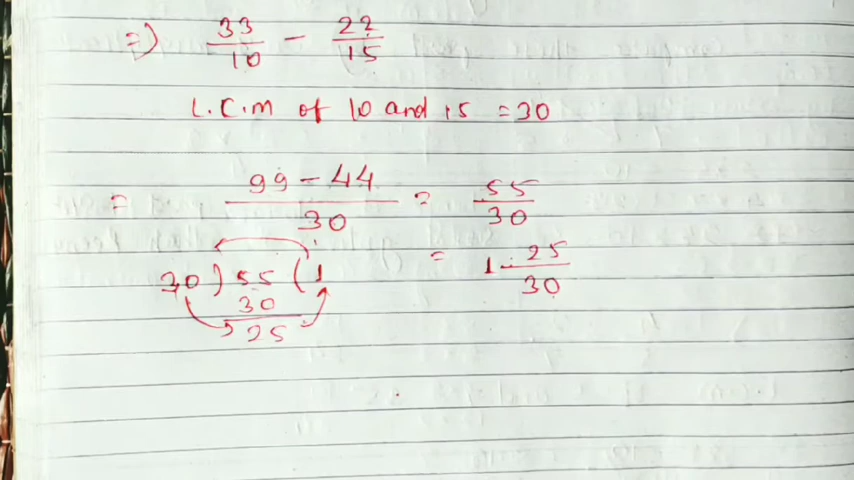 ⇒) 33/10 - 22/15
L.C.M of 10 and 15 = 30
= 99 - 44/30 = 55/30
= 1 25/30
30 ) 55 ( 1
30
25